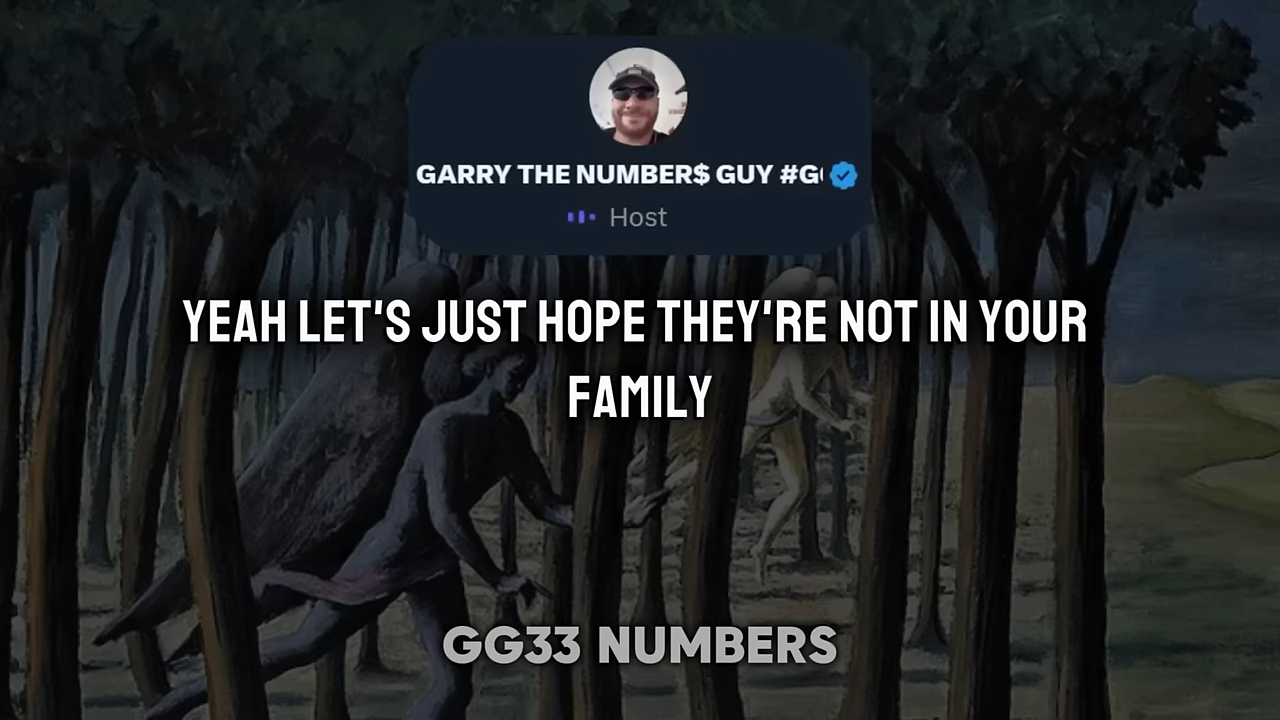 GARRY THE NUMBER$ GUY #G
Host
YEAH LET'S JUST HOPE THEY'RE NOT IN YOUR
FAMILY
GG33 NUMBERS